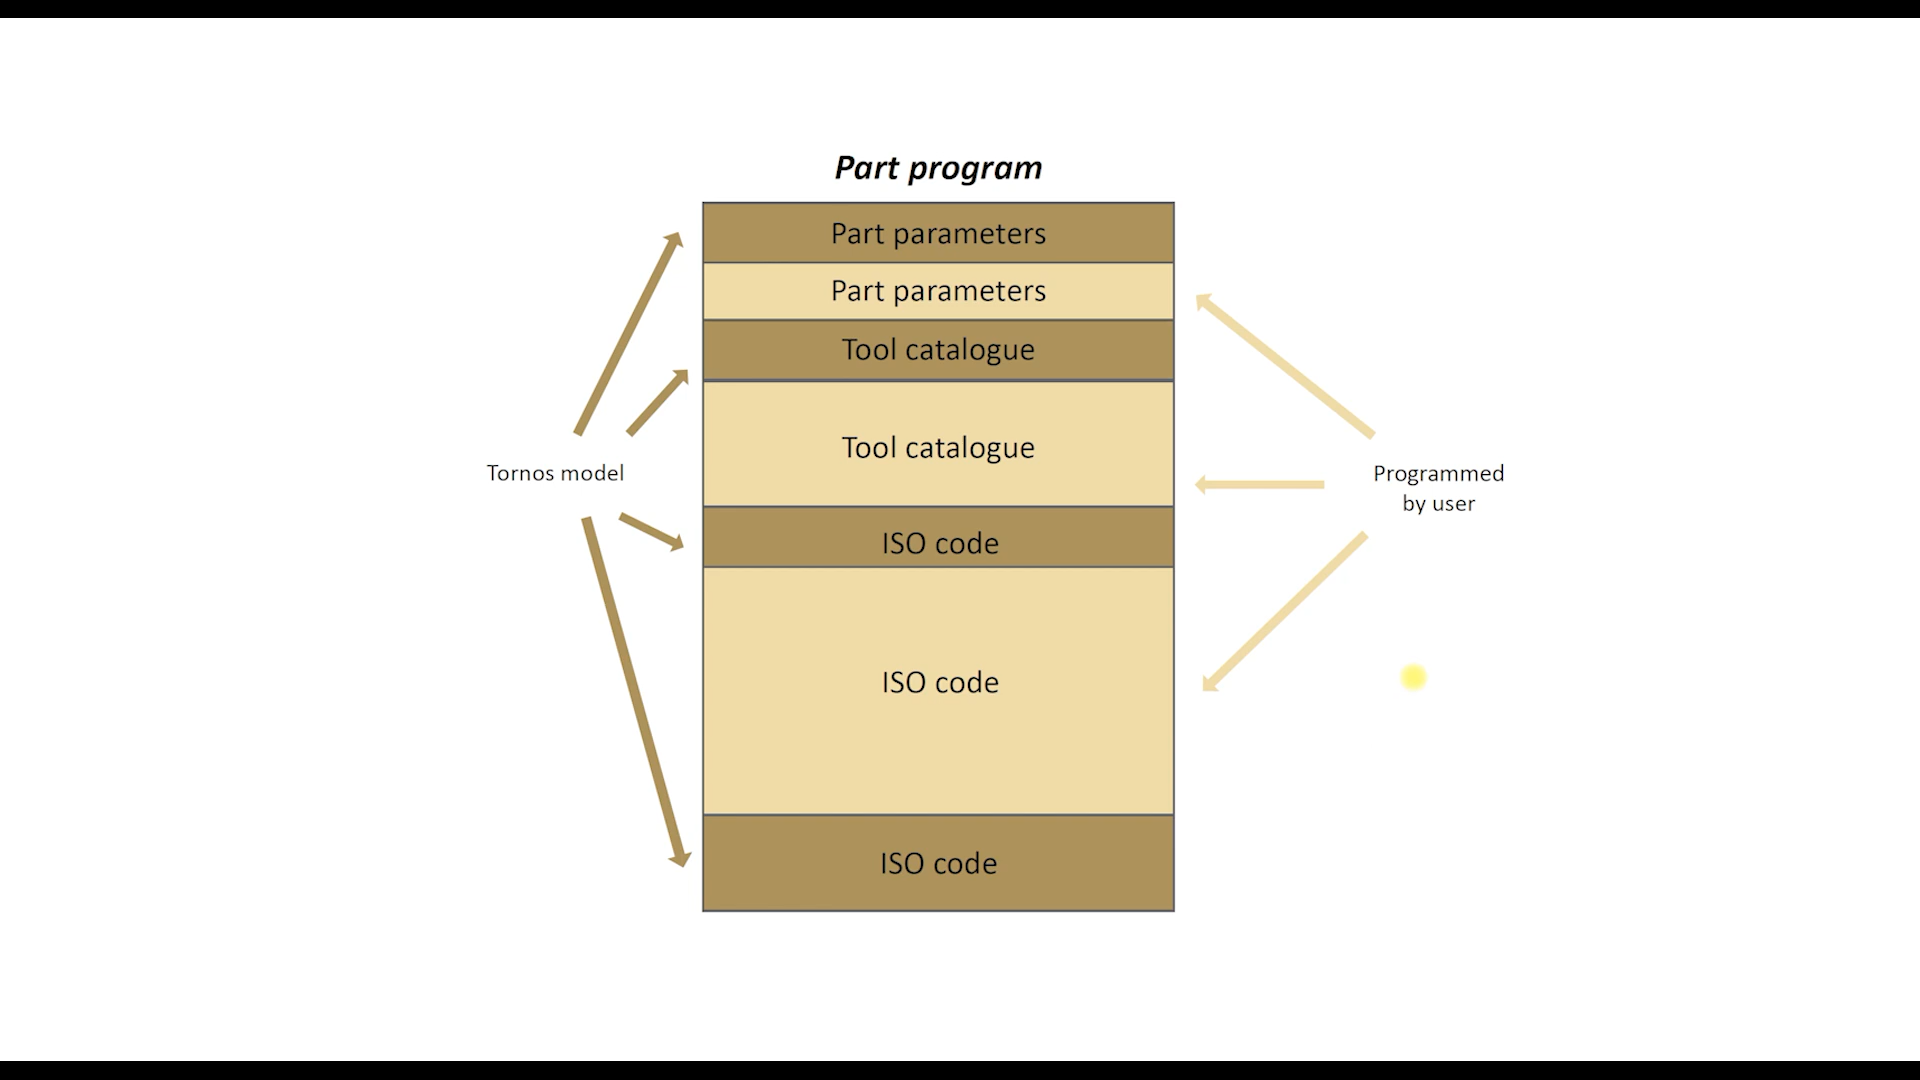 Part program
Part parameters
Part parameters
Tool catalogue
Tool catalogue
ISO code
ISO code
ISO code
Tornos model
Programmed
by user